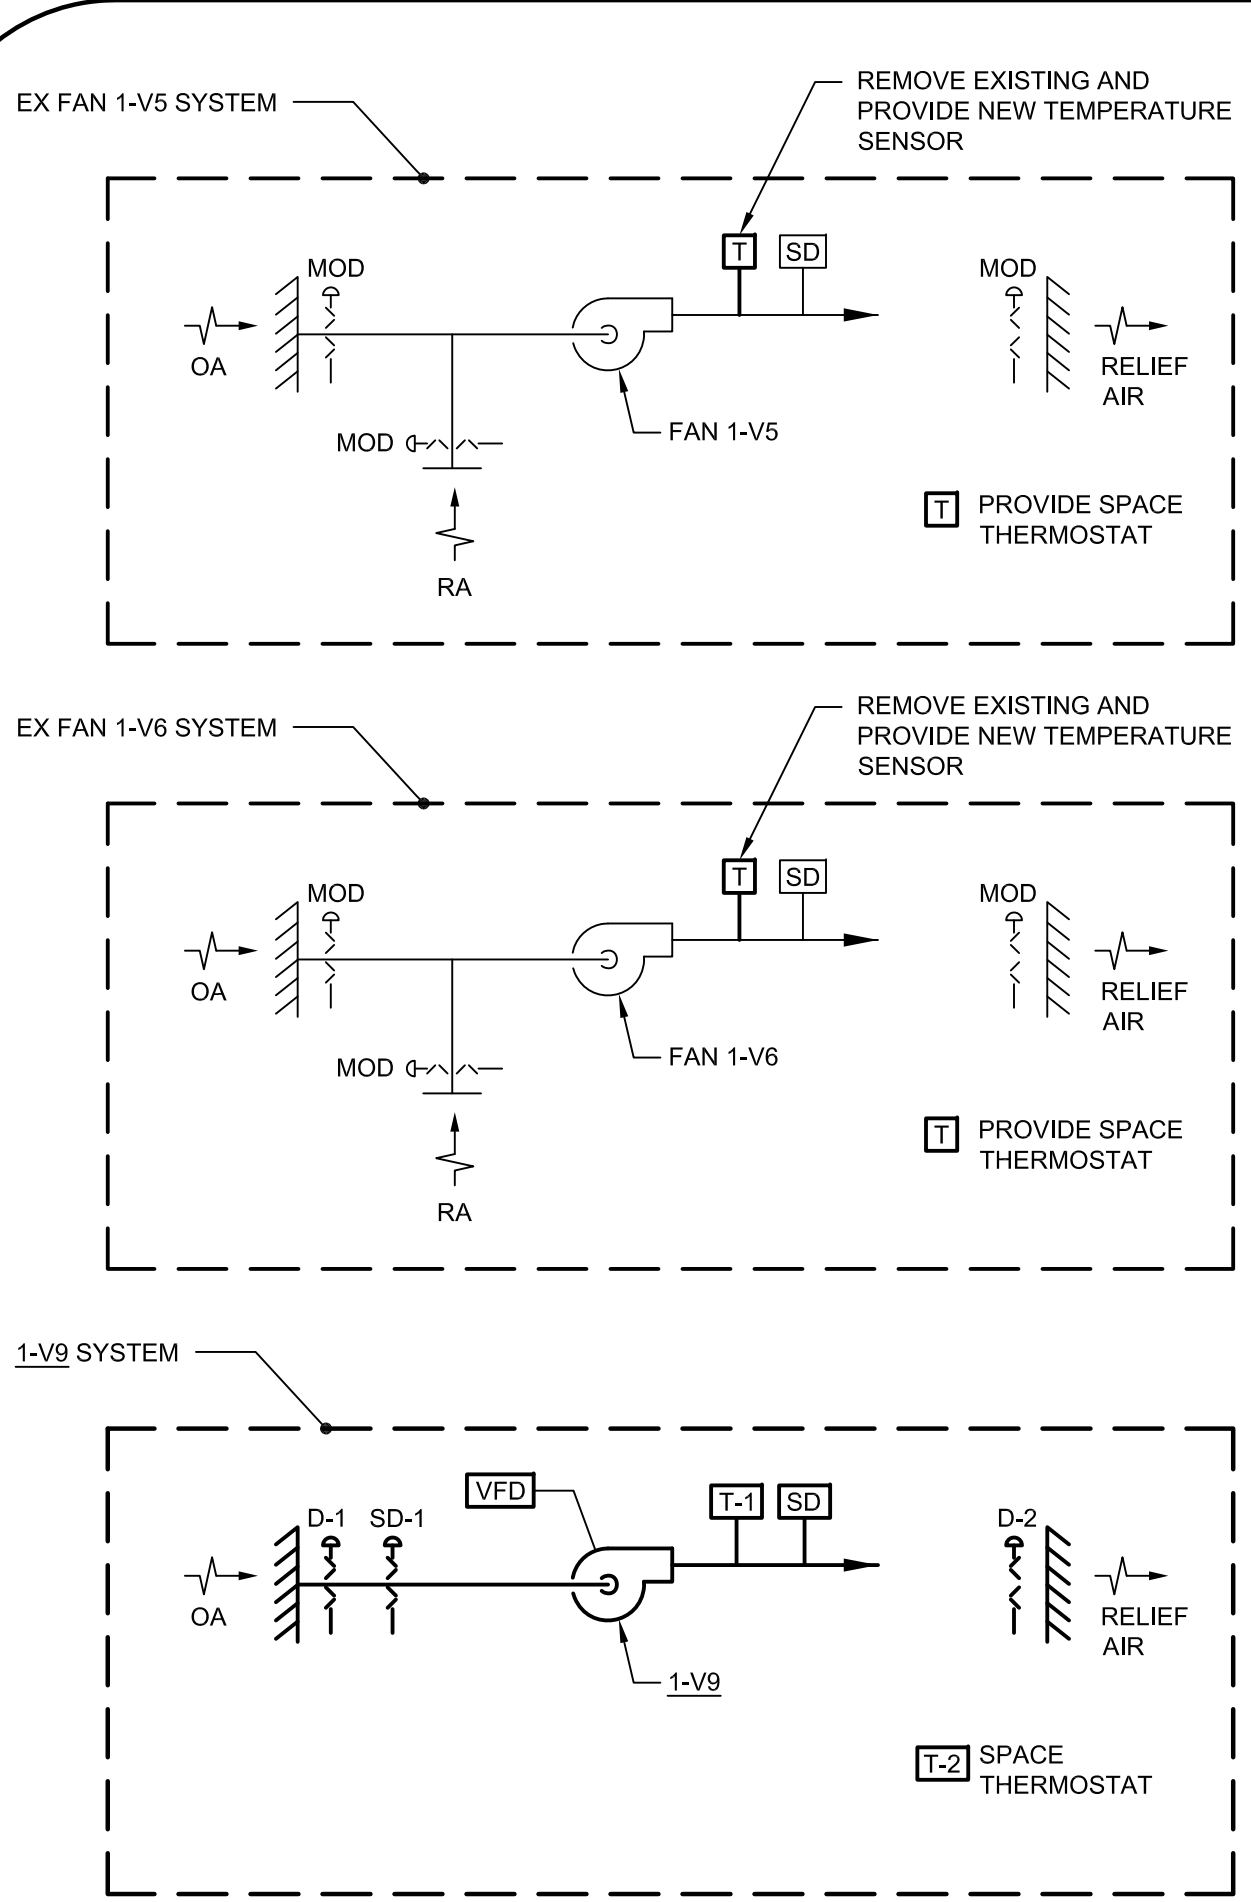 EX FAN 1-V5 SYSTEM
REMOVE EXISTING AND
PROVIDE NEW TEMPERATURE
SENSOR
T
SD
MOD
MOD
OA
RELIEF
AIR
MOD
FAN 1-V5
T
PROVIDE SPACE
THERMOSTAT
RA
EX FAN 1-V6 SYSTEM
REMOVE EXISTING AND
PROVIDE NEW TEMPERATURE
SENSOR
T
SD
MOD
MOD
OA
RELIEF
AIR
MOD
FAN 1-V6
T
PROVIDE SPACE
THERMOSTAT
RA
1-V9 SYSTEM
VFD
T-1
SD
D-1
SD-1
D-2
OA
RELIEF
AIR
1-V9
T-2
SPACE
THERMOSTAT